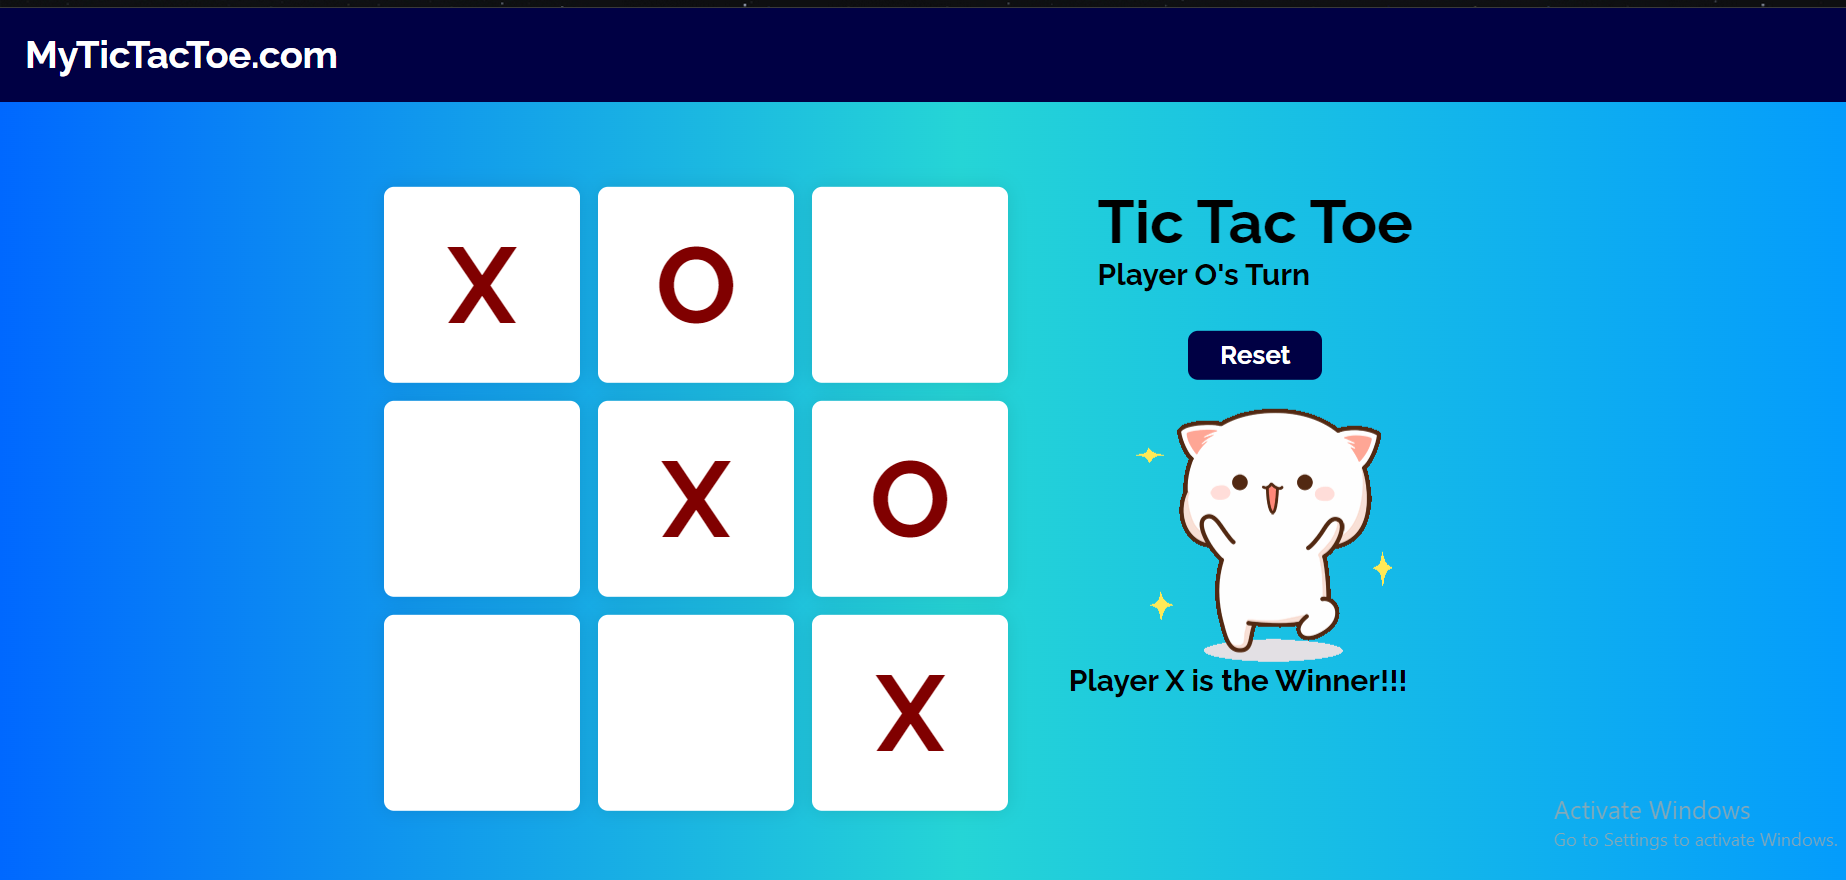 MyTicTacToe.com
X O
X O
X
Tic Tac Toe
Player O's Turn
Reset
Player X is the Winner!!!
Activate Windows
Go to Settings to activate Windows.